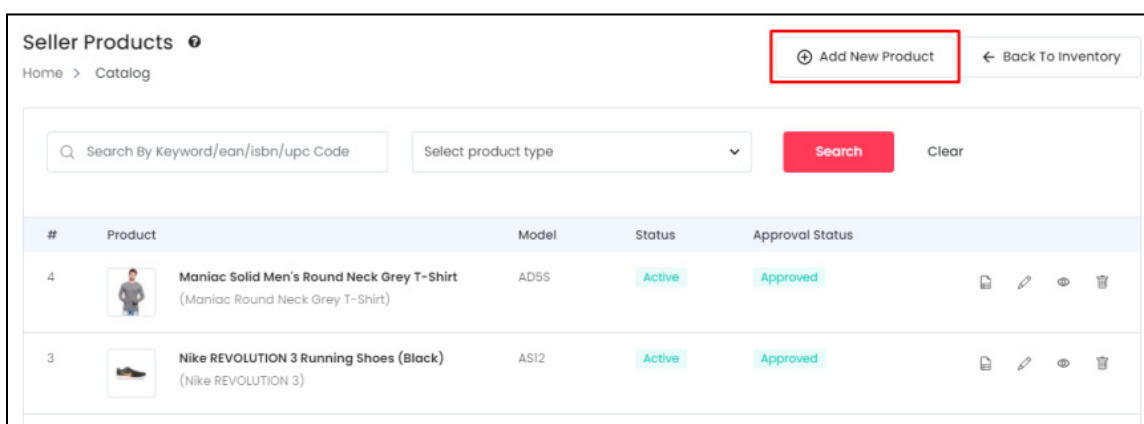 Seller Products
Add New Product
Back To Inventory
Home > Catalog
Search By Keyword/ean/isbn/upc Code
Select product type
Search
Clear
# Product Model Status Approval Status
4 Maniac Solid Men's Round Neck Grey T-Shirt AD5S Active Approved
(Maniac Round Neck Grey T-Shirt)
3 Nike REVOLUTION 3 Running Shoes (Black) AS12 Active Approved
(Nike REVOLUTION 3)